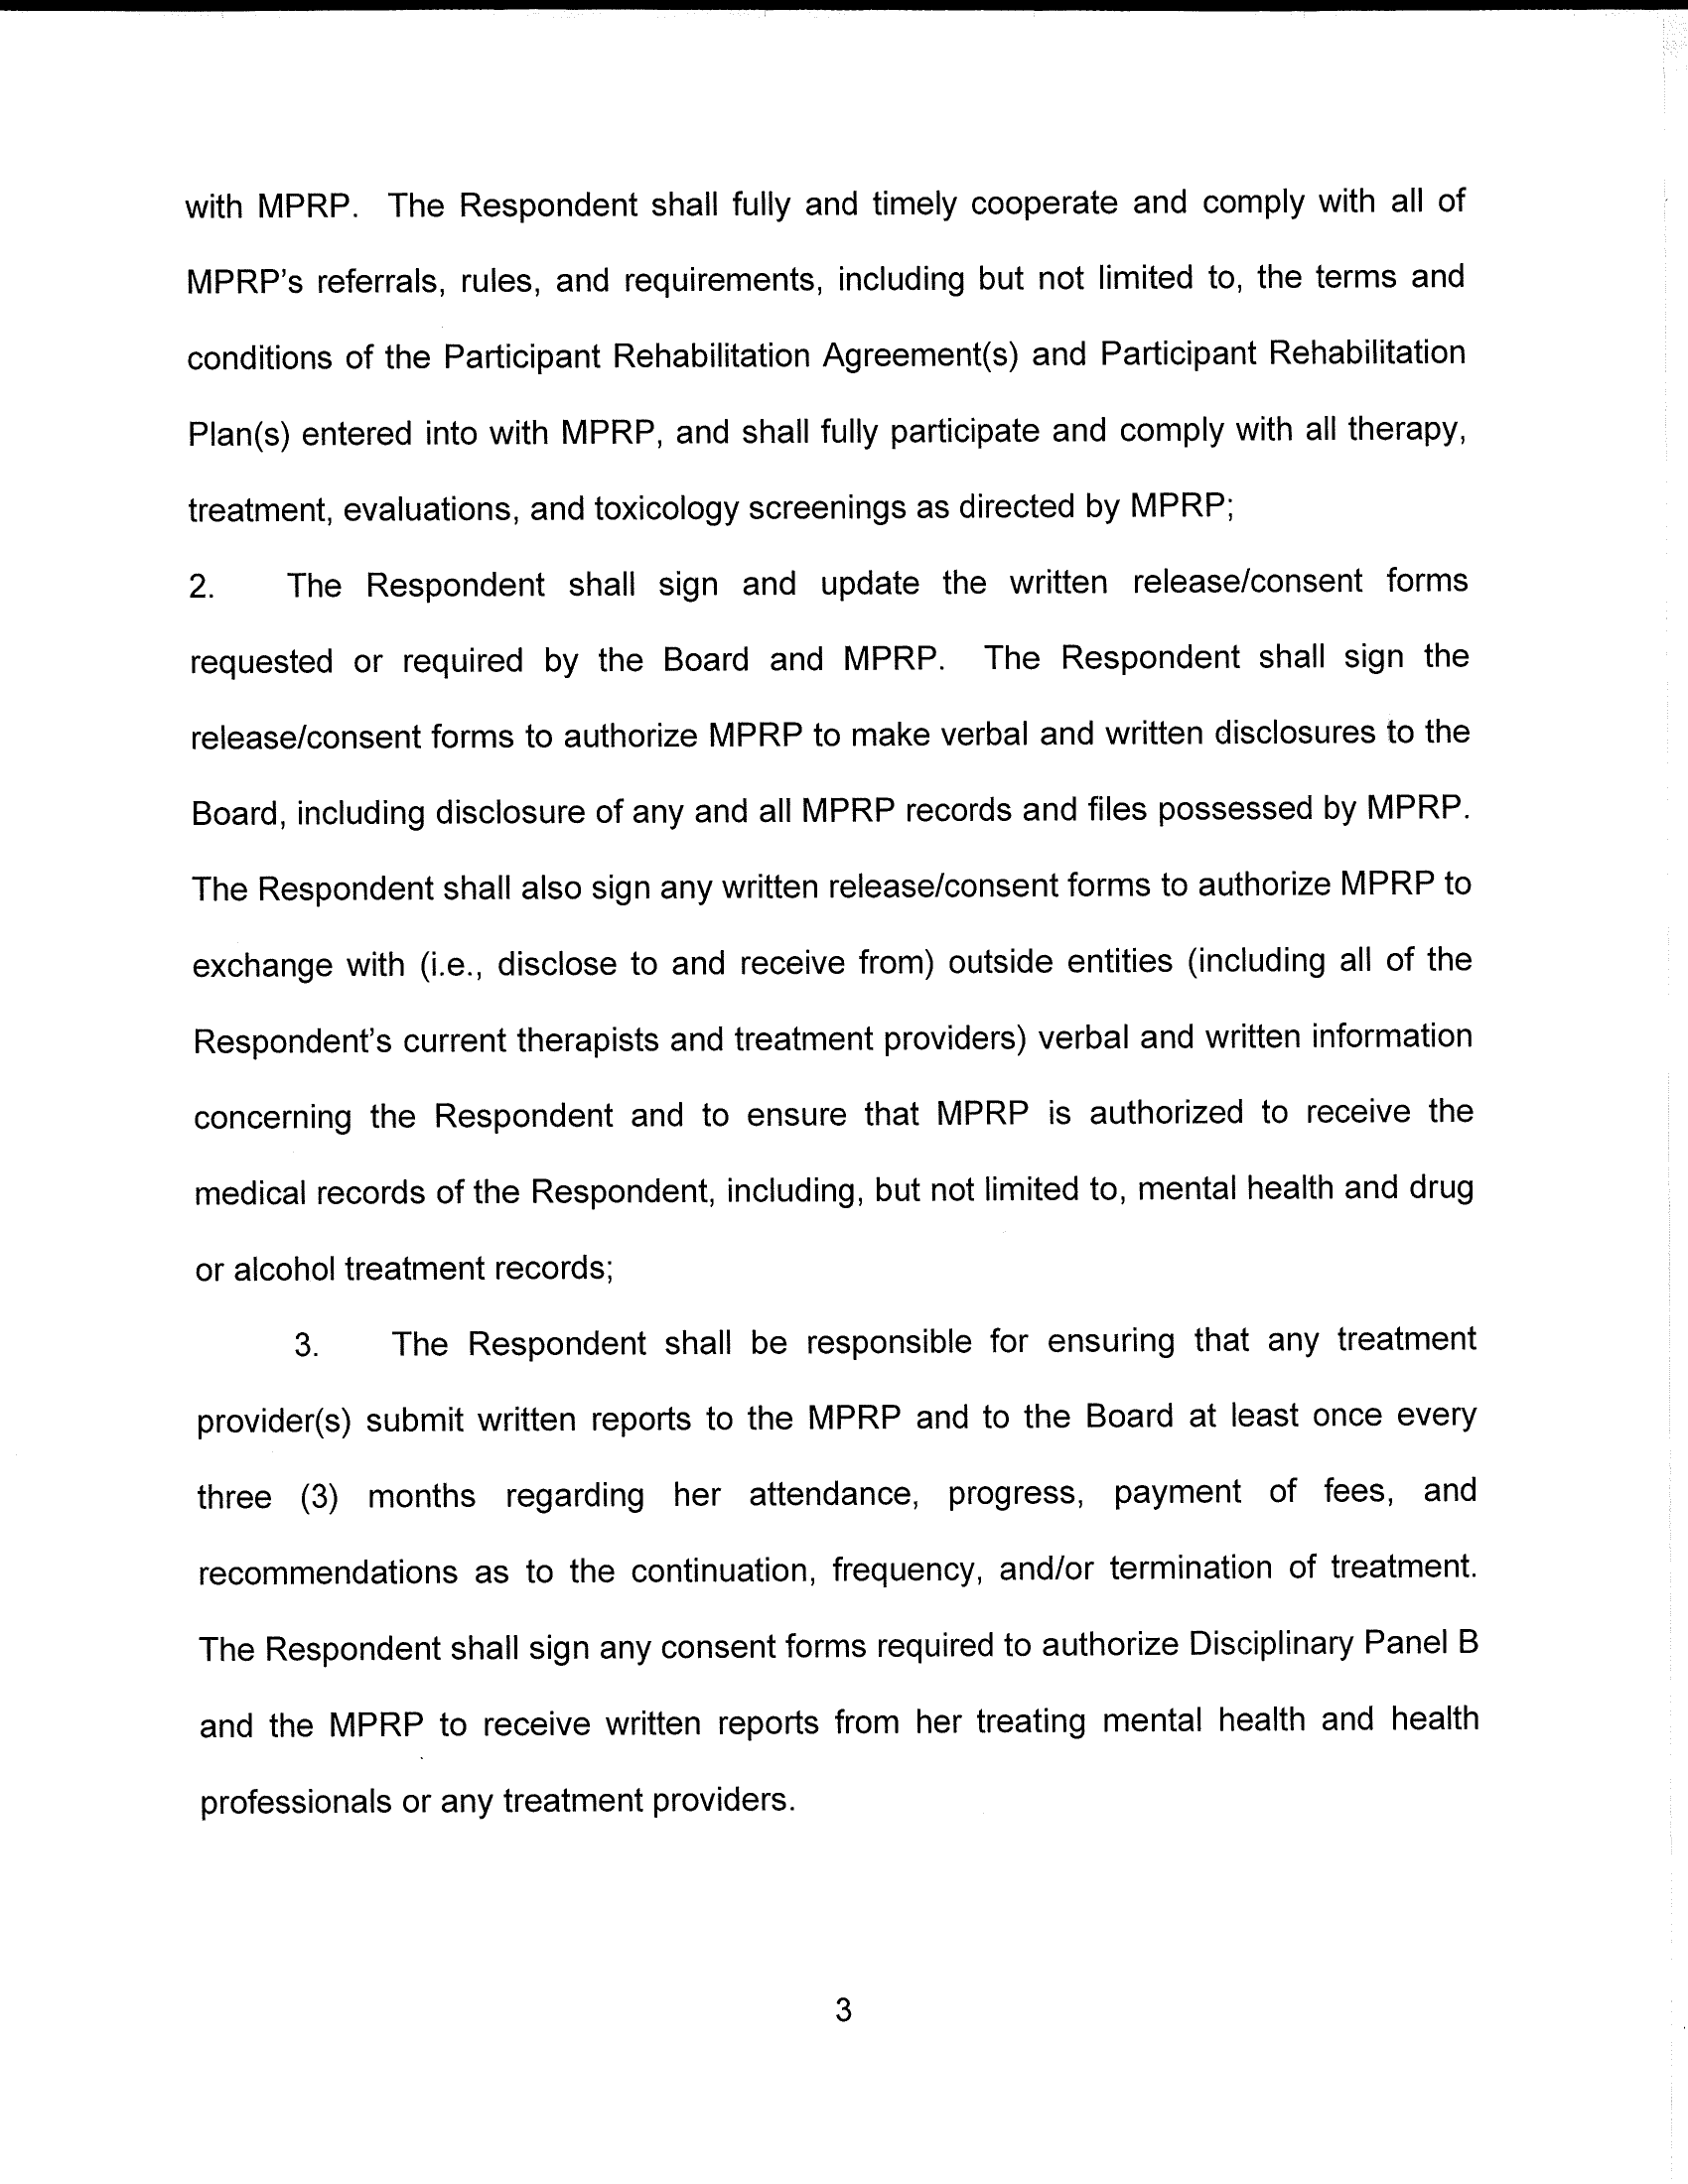 with MPRP. The Respondent shall fully and timely cooperate and comply with all of
MPRP's referrals, rules, and requirements, including but not limited to, the terms and
conditions of the Participant Rehabilitation Agreement(s) and Participant Rehabilitation
Plan(s) entered into with MPRP, and shall fully participate and comply with all therapy,
treatment, evaluations, and toxicology screenings as directed by MPRP;
2. The Respondent shall sign and update the written release/consent forms
requested or required by the Board and MPRP. The Respondent shall sign the
release/consent forms to authorize MPRP to make verbal and written disclosures to the
Board, including disclosure of any and all MPRP records and files possessed by MPRP.
The Respondent shall also sign any written release/consent forms to authorize MPRP to
exchange with (i.e., disclose to and receive from) outside entities (including all of the
Respondent's current therapists and treatment providers) verbal and written information
concerning the Respondent and to ensure that MPRP is authorized to receive the
medical records of the Respondent, including, but not limited to, mental health and drug
or alcohol treatment records;
3. The Respondent shall be responsible for ensuring that any treatment
provider(s) submit written reports to the MPRP and to the Board at least once every
three (3) months regarding her attendance, progress, payment of fees, and
recommendations as to the continuation, frequency, and/or termination of treatment.
The Respondent shall sign any consent forms required to authorize Disciplinary Panel B
and the MPRP to receive written reports from her treating mental health and health
professionals or any treatment providers.
3